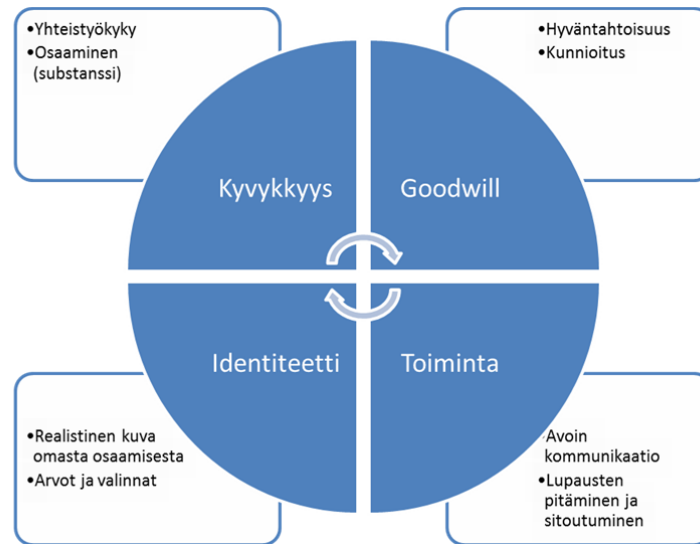 •Yhteistyökyky
•Osaaminen
(substanssi)
•Hyväntahtoisuus
•Kunnioitus
Kyvykkyys
Goodwill
Identiteetti
Toiminta
•Realistinen kuva
omasta osaamisesta
•Arvot ja valinnat
•Avoin
kommunikaatio
•Lupausten
pitäminen ja
sitoutuminen